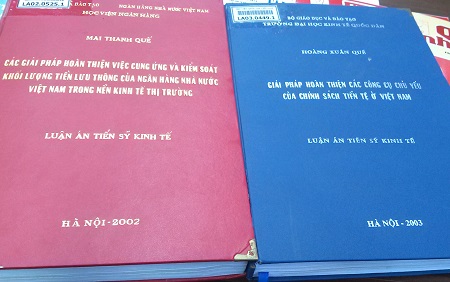 LA02.0525.1
VÀ ĐÀO TẠO NGÂN HÀNG NHÀ NƯỚC VIỆT NAM
HỌC VIỆN NGÂN HÀNG
MAI THANH QUẾ
CÁC GIẢI PHÁP HOÀN THIỆN VIỆC CUNG ỨNG VÀ KIỂM SOÁT
KHỐI LƯỢNG TIỀN LƯU THÔNG CỦA NGÂN HÀNG NHÀ NƯỚC
VIỆT NAM TRONG NỀN KINH TẾ THỊ TRƯỜNG
LUẬN ÁN TIẾN SỸ KINH TẾ
HÀ NỘI-2002
LA03.0449.1
BỘ GIÁO DỤC VÀ ĐÀO TẠO
TRƯỜNG ĐẠI HỌC KINH TẾ QUỐC DÂN
HOÀNG XUÂN QUẾ
GIẢI PHÁP HOÀN THIỆN CÁC CÔNG CỤ CHỦ YẾU
CỦA CHÍNH SÁCH TIỀN TỆ Ở VIỆT NAM
LUẬN ÁN TIẾN SỸ KINH TẾ
HÀ NỘI - 2003